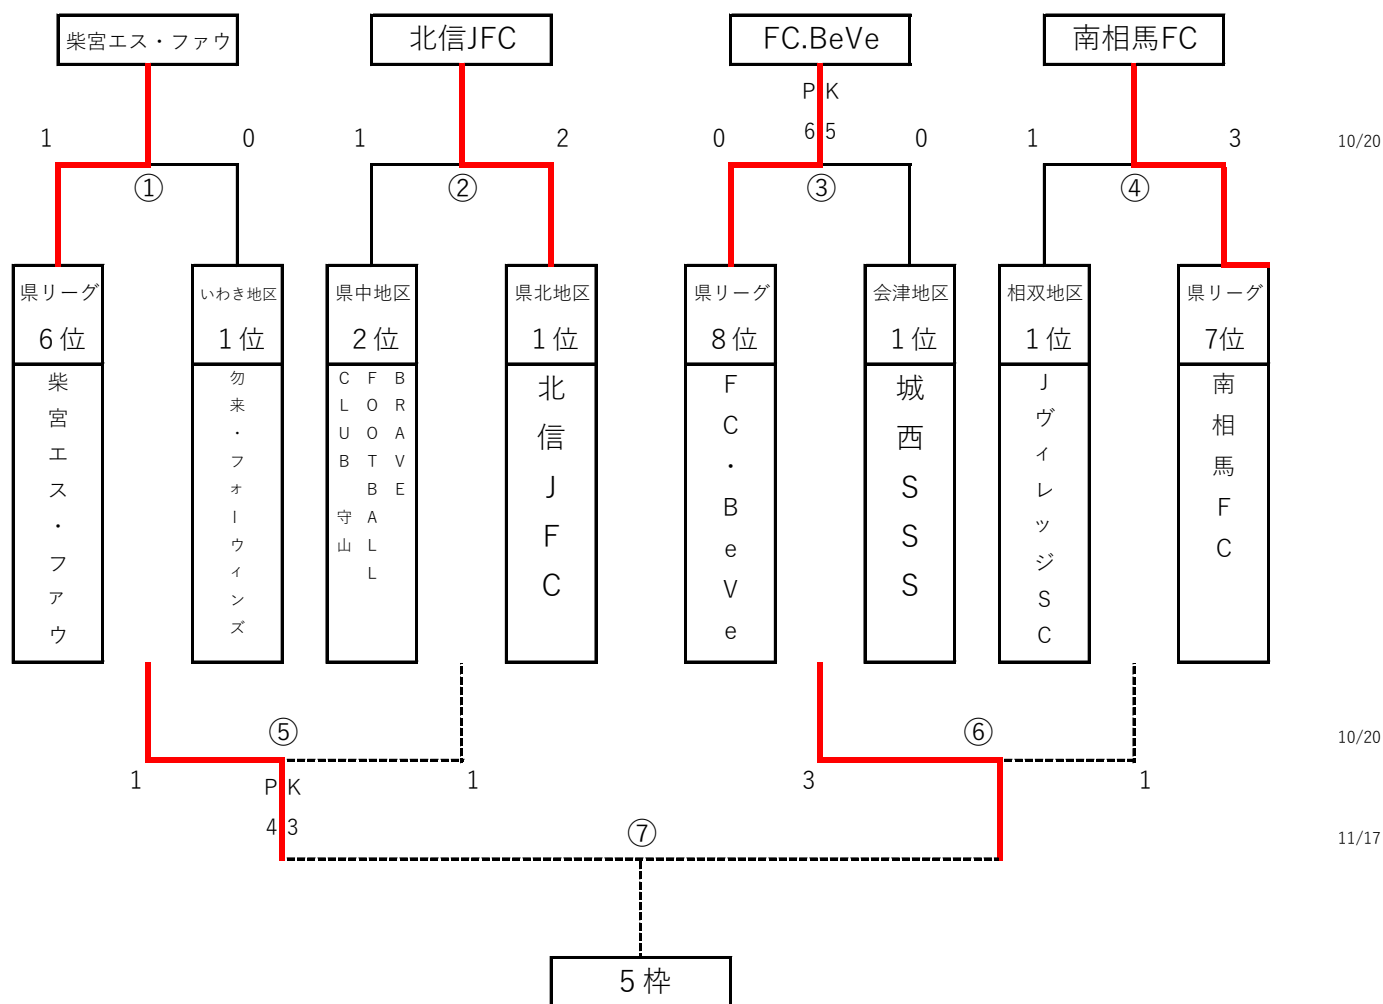 柴宮エス・ファウ
北信JFC
FC.BeVe
南相馬FC
PK
1
0
1
2
0
6 5
0
1
3
10/20
①
②
③
④
県リーグ
6位
いわき地区
1位
県中地区
2位
県北地区
1位
県リーグ
8位
会津地区
1位
相双地区
1位
県リーグ
7位
柴宮エス・ファウ
勿来・フォーウィンズ
BRAVE
FOOTBALL
CLUB 守山
北信JFC
FC・BeVe
城西SSS
JヴィレッジSC
南相馬FC
⑤
⑥
10/20
1
PK
1
3
1
4 3
⑦
11/17
5枠